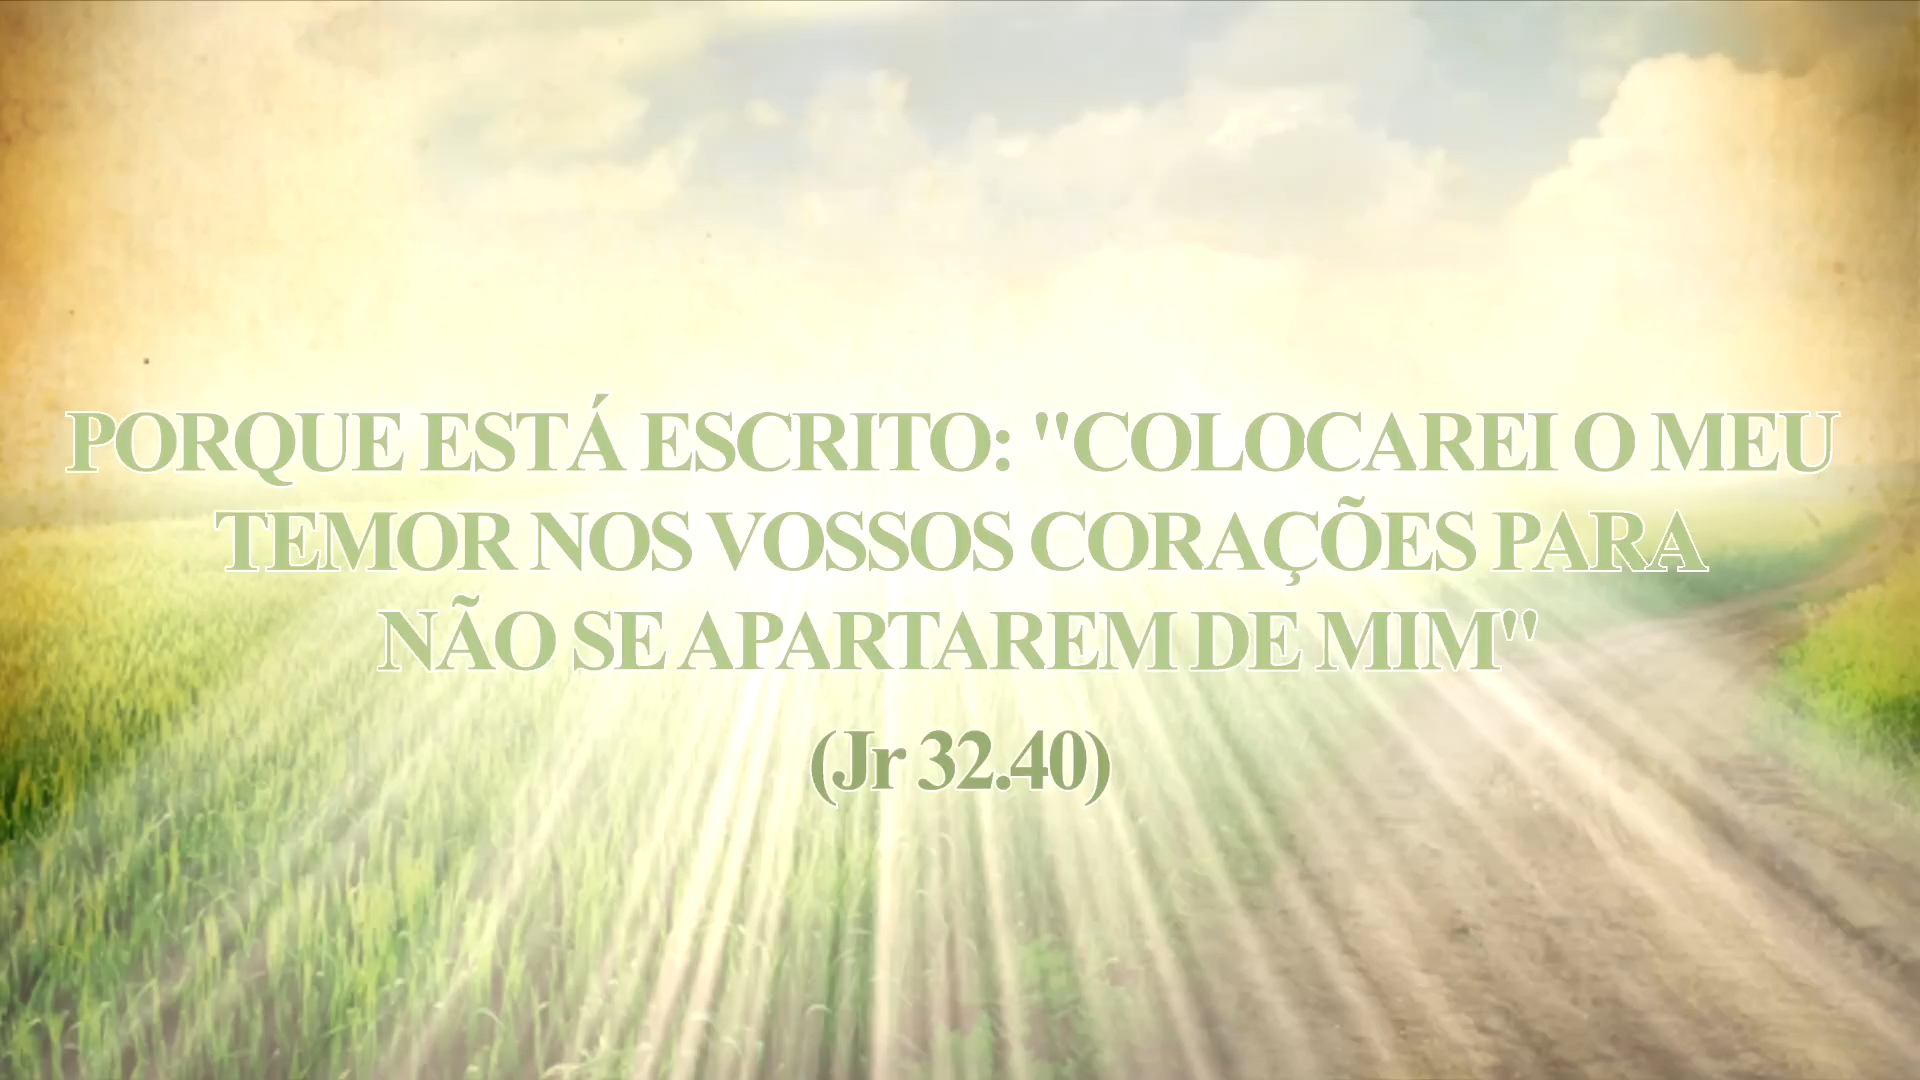 PORQUE ESTÁ ESCRITO: "COLOCAREI O MEU
TEMOR NOS VOSSOS CORAÇÕES PARA
NÃO SE APARTAREM DE MIM"
(Jr 32.40)